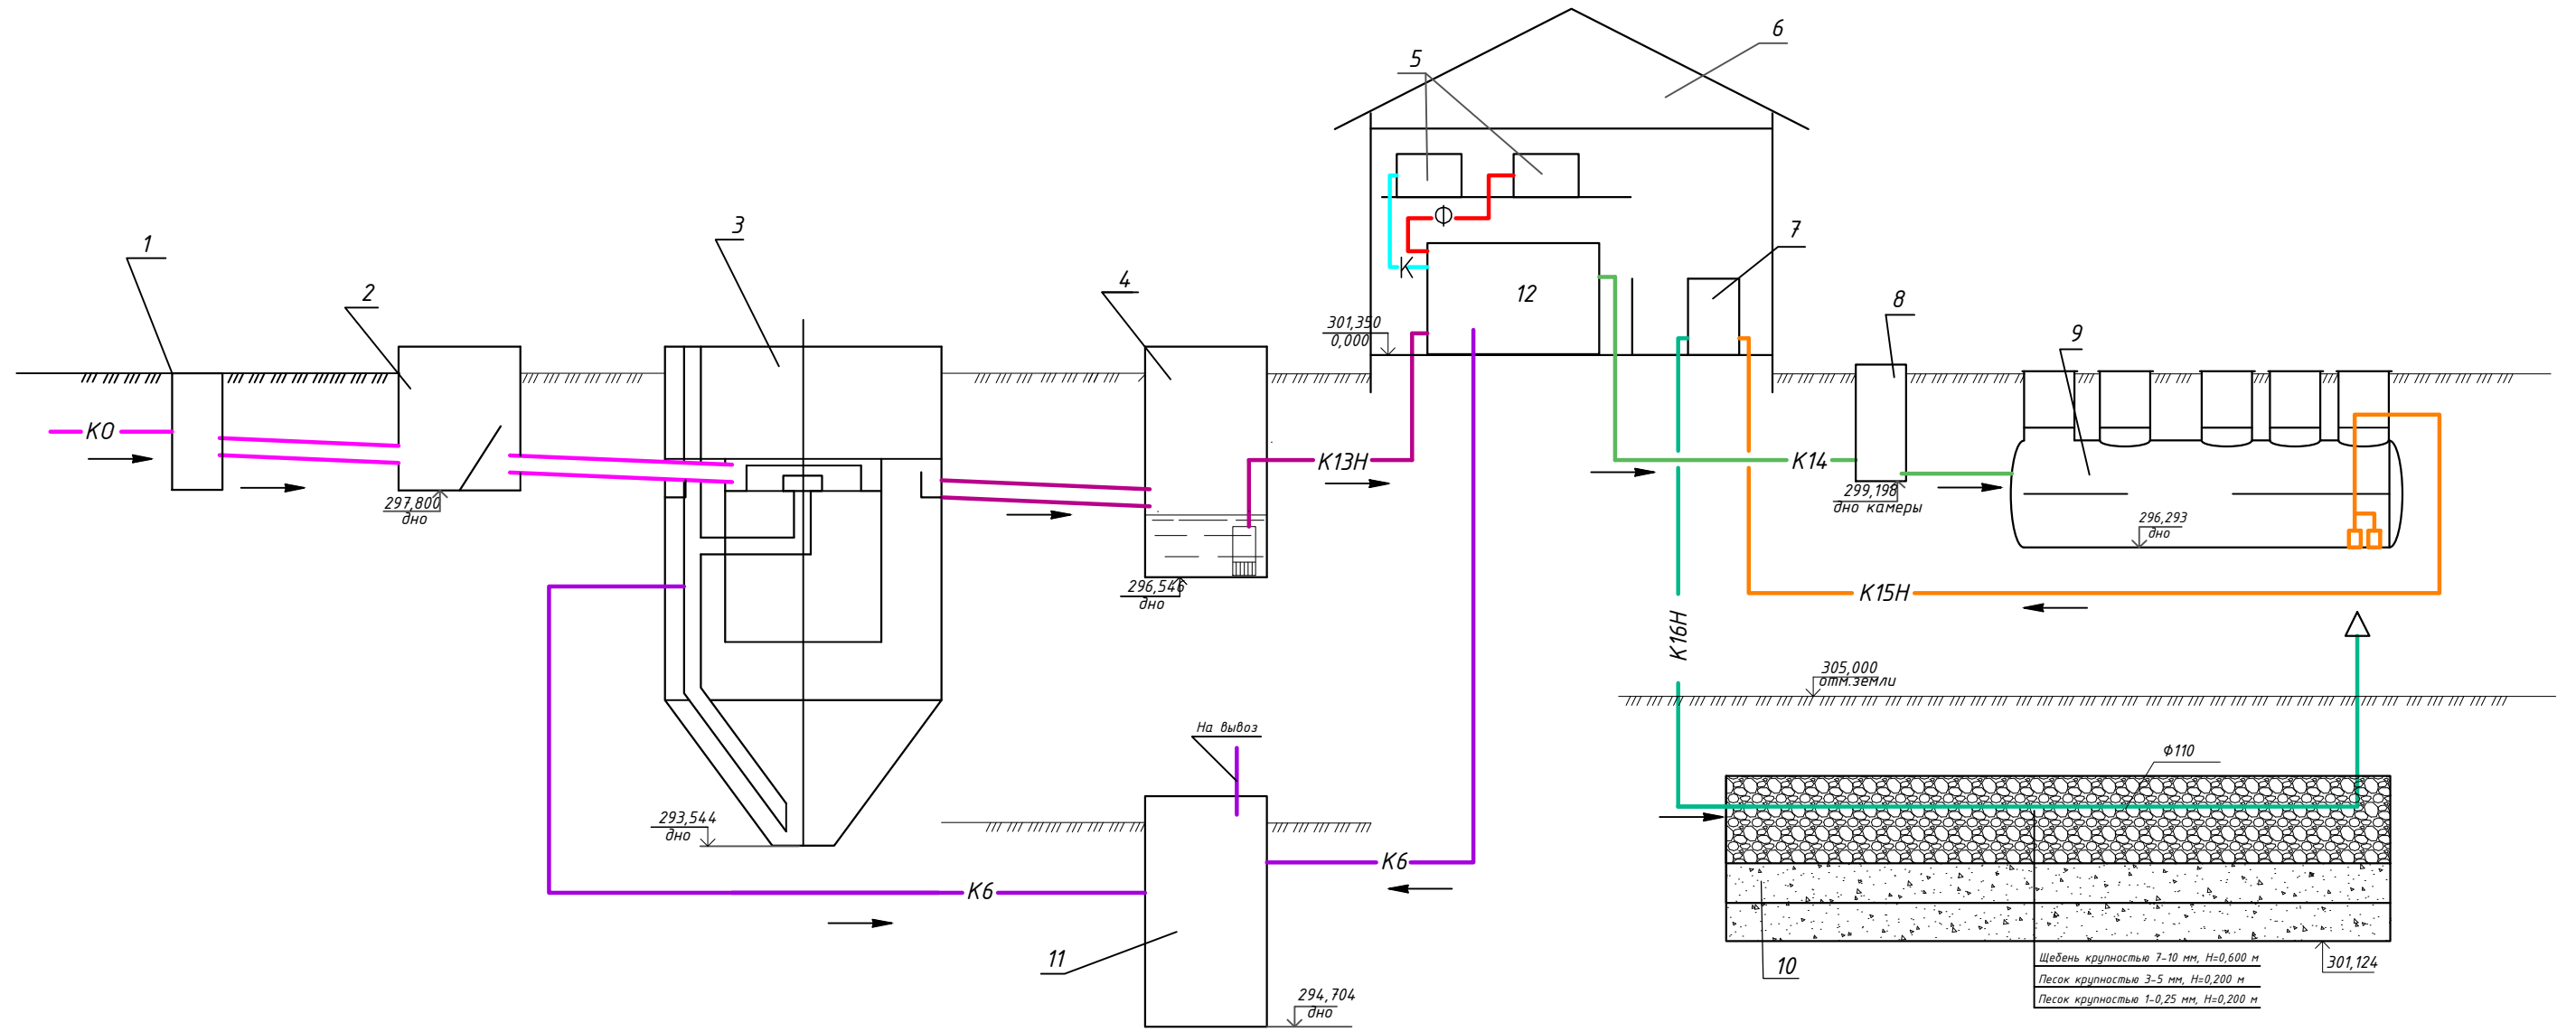 1
2
3
4
5
6
7
8
9
12
Ф
К
301,350
0,000
К0
К13Н
К14
297,800
дно
299,198
дно камеры
296,293
дно
296,546
дно
К15Н
К16Н
305,000
отм.земли
На вывоз
Ф110
293,544
дно
К6
К6
11
10
Щебень крупностью 7-10 мм, Н=0,600 м
Песок крупностью 3-5 мм, Н=0,200 м
Песок крупностью 1-0,25 мм, Н=0,200 м
301,124
294,704
дно